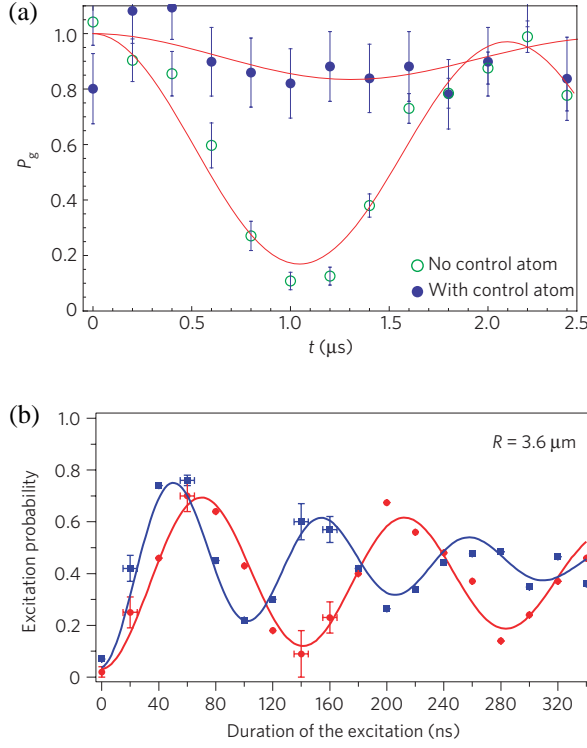 (a)
1.0
0.8
0.6
0.4
0.2
0
P_g
No control atom
With control atom
0 0.5 1.0 1.5 2.0 2.5
t (μs)
(b)
1.0
0.8
0.6
0.4
0.2
0.0
Excitation probability
R = 3.6 μm
0 40 80 120 160 200 240 280 320
Duration of the excitation (ns)